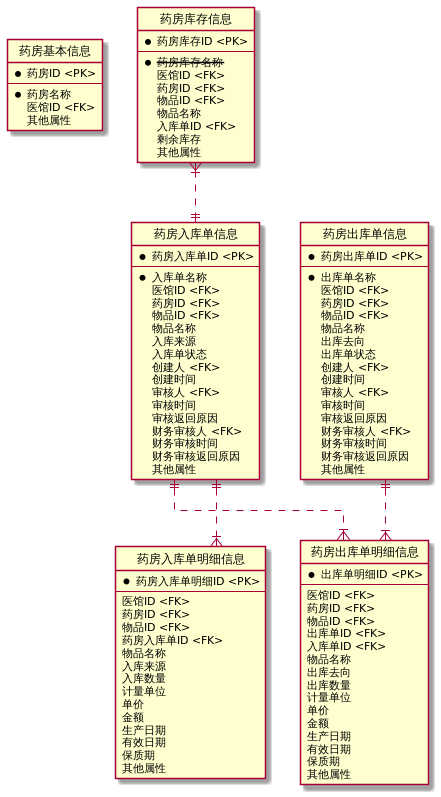 药房基本信息
药房ID <PK>
药房名称
医馆ID <FK>
其他属性
药房库存信息
药房库存ID <PK>
药房库存名称
医馆ID <FK>
药房ID <FK>
物品ID <FK>
物品名称
入库单ID <FK>
剩余库存
其他属性
药房入库单信息
药房入库单ID <PK>
入库单名称
医馆ID <FK>
药房ID <FK>
物品ID <FK>
物品名称
入库来源
入库单状态
创建人 <FK>
创建时间
审核人 <FK>
审核时间
审核返回原因
财务审核人 <FK>
财务审核时间
财务审核返回原因
其他属性
药房出库单信息
药房出库单ID <PK>
出库单名称
医馆ID <FK>
药房ID <FK>
物品ID <FK>
物品名称
出库去向
出库单状态
创建人 <FK>
创建时间
审核人 <FK>
审核时间
审核返回原因
财务审核人 <FK>
财务审核时间
财务审核返回原因
其他属性
药房入库单明细信息
药房入库单明细ID <PK>
医馆ID <FK>
药房ID <FK>
物品ID <FK>
药房入库单ID <FK>
物品名称
入库来源
入库数量
计量单位
单价
金额
生产日期
有效日期
保质期
其他属性
药房出库单明细信息
出库单明细ID <PK>
医馆ID <FK>
药房ID <FK>
物品ID <FK>
出库单ID <FK>
入库单ID <FK>
物品名称
出库去向
出库数量
计量单位
单价
金额
生产日期
有效日期
保质期
其他属性